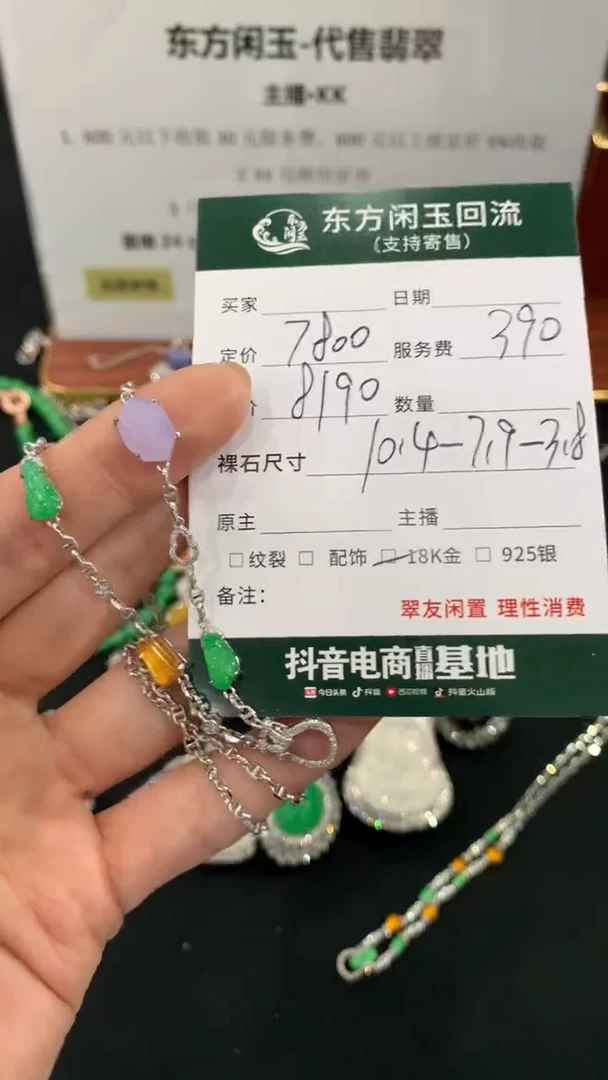 东方闲玉-代售翡翠
主播·KK
东方闲玉回流
(支持寄售)
买家 日期
定价 7800 服务费 390
价 8190 数量
裸石尺寸 10.4-7.9-3.8
原主 主播
□纹裂 □ 配饰 □ 18K金 □ 925银
备注:
翠友闲置 理性消费
抖音电商直播基地
今日头条 抖音 西瓜视频 抖音火山版